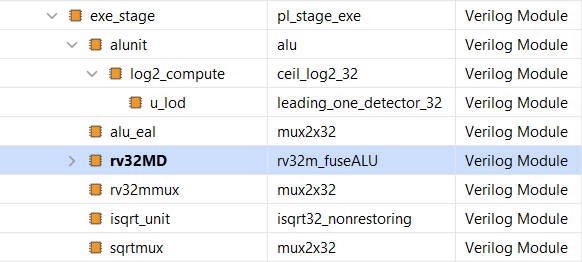 exe_stage pl_stage_exe Verilog Module
alunit alu Verilog Module
log2_compute ceil_log2_32 Verilog Module
u_lod leading_one_detector_32 Verilog Module
alu_eal mux2x32 Verilog Module
rv32MD rv32m_fuseALU Verilog Module
rv32mmux mux2x32 Verilog Module
isqrt_unit isqrt32_nonrestoring Verilog Module
sqrtmux mux2x32 Verilog Module